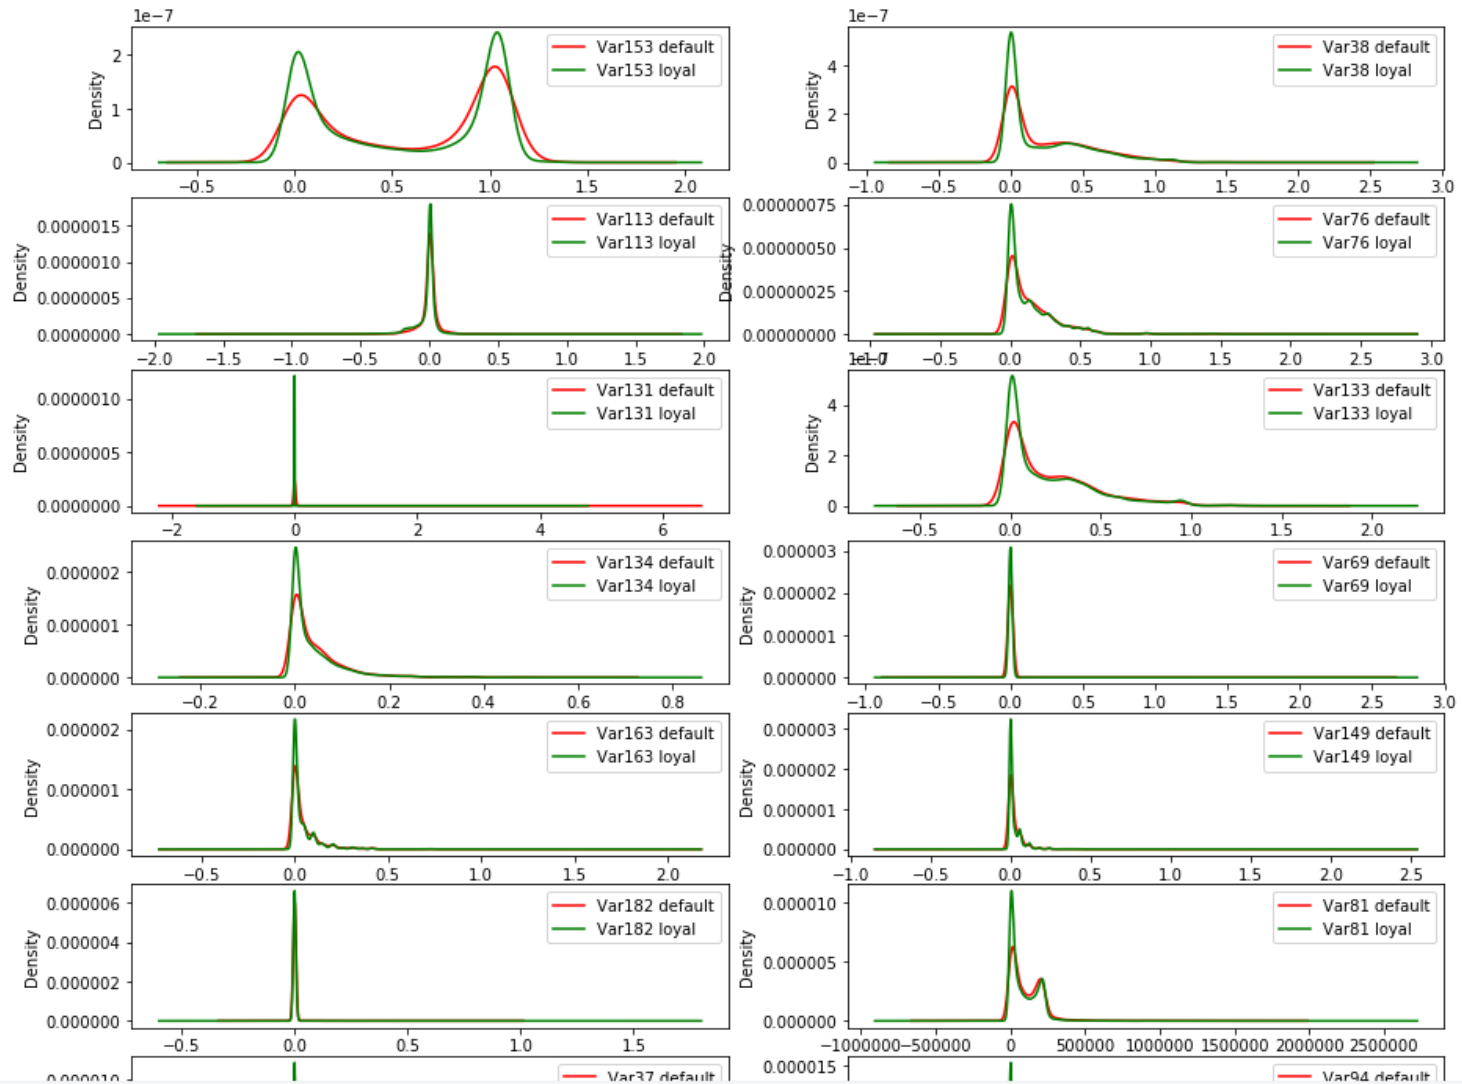 1e−7
2
1
0
Density
Var153 default
Var153 loyal
−0.5 0.0 0.5 1.0 1.5 2.0
1e−7
4
2
0
Density
Var38 default
Var38 loyal
−1.0 −0.5 0.0 0.5 1.0 1.5 2.0 2.5 3.0
0.0000015
0.0000010
0.0000005
0.0000000
Density
Var113 default
Var113 loyal
−2.0 −1.5 −1.0 −0.5 0.0 0.5 1.0 1.5 2.0
0.00000075
0.00000050
0.00000025
0.00000000
Density
Var76 default
Var76 loyal
−0.5 0.0 0.5 1.0 1.5 2.0 2.5 3.0
0.0000010
0.0000005
0.0000000
Density
Var131 default
Var131 loyal
−2 0 2 4 6
4
2
0
Density
Var133 default
Var133 loyal
−0.5 0.0 0.5 1.0 1.5 2.0
0.000002
0.000001
0.000000
Density
Var134 default
Var134 loyal
−0.2 0.0 0.2 0.4 0.6 0.8
0.000003
0.000002
0.000001
0.000000
Density
Var69 default
Var69 loyal
−1.0 −0.5 0.0 0.5 1.0 1.5 2.0 2.5 3.0
0.000002
0.000001
0.000000
Density
Var163 default
Var163 loyal
−0.5 0.0 0.5 1.0 1.5 2.0
0.000003
0.000002
0.000001
0.000000
Density
Var149 default
Var149 loyal
−1.0 −0.5 0.0 0.5 1.0 1.5 2.0 2.5
0.000006
0.000004
0.000002
0.000000
Density
Var182 default
Var182 loyal
−0.5 0.0 0.5 1.0 1.5
0.000010
0.000005
0.000000
Density
Var81 default
Var81 loyal
−1000000 −500000 0 500000 1000000 1500000 2000000 2500000
0.000010
Var37 default
0.000015
Var94 default